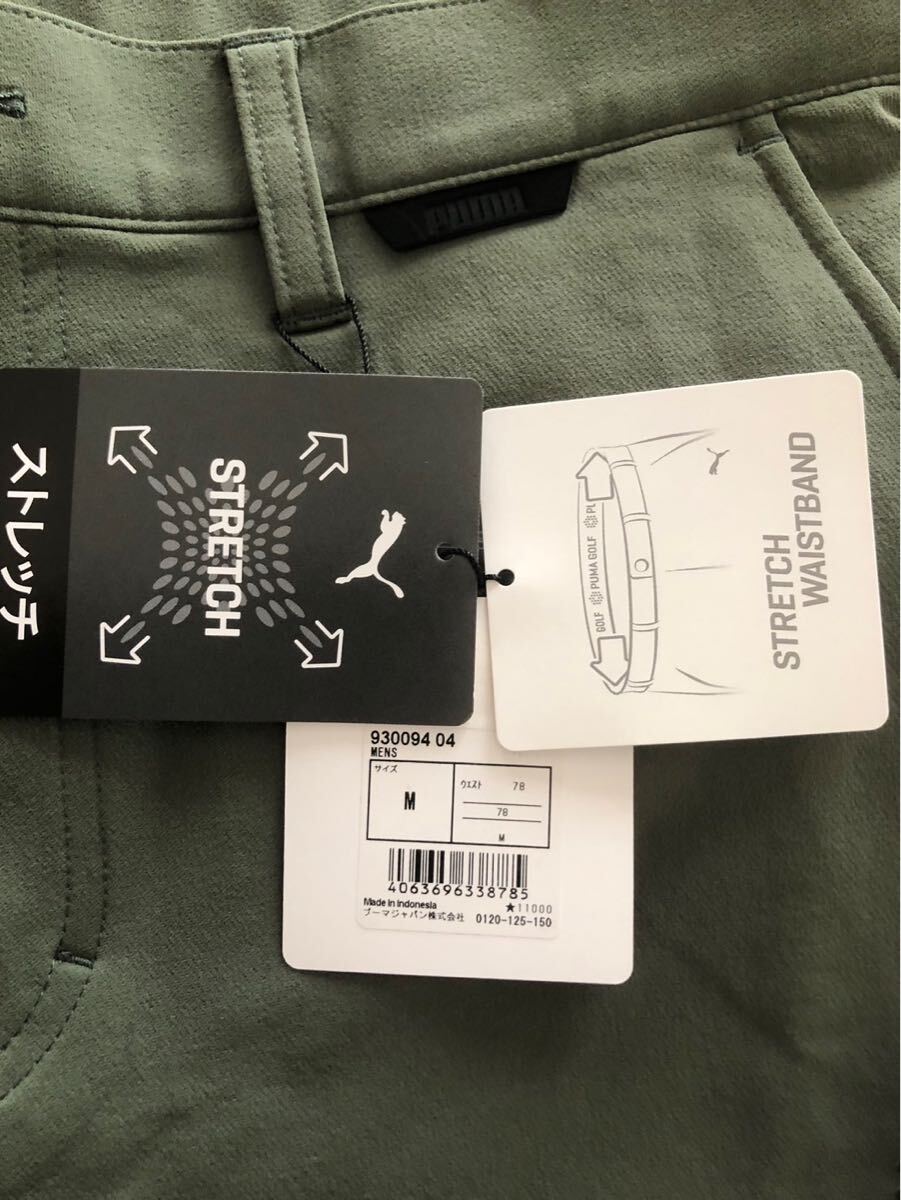 PUMA
ストレッチ
STRETCH
STRETCH
WAISTBAND
GOLF PUMA GOLF PL
930094 04
MENS
サイズ
M
ウエスト 78
78
M
4063696338785
Made in Indonesia
★11000
プーマジャパン株式会社 0120-125-150